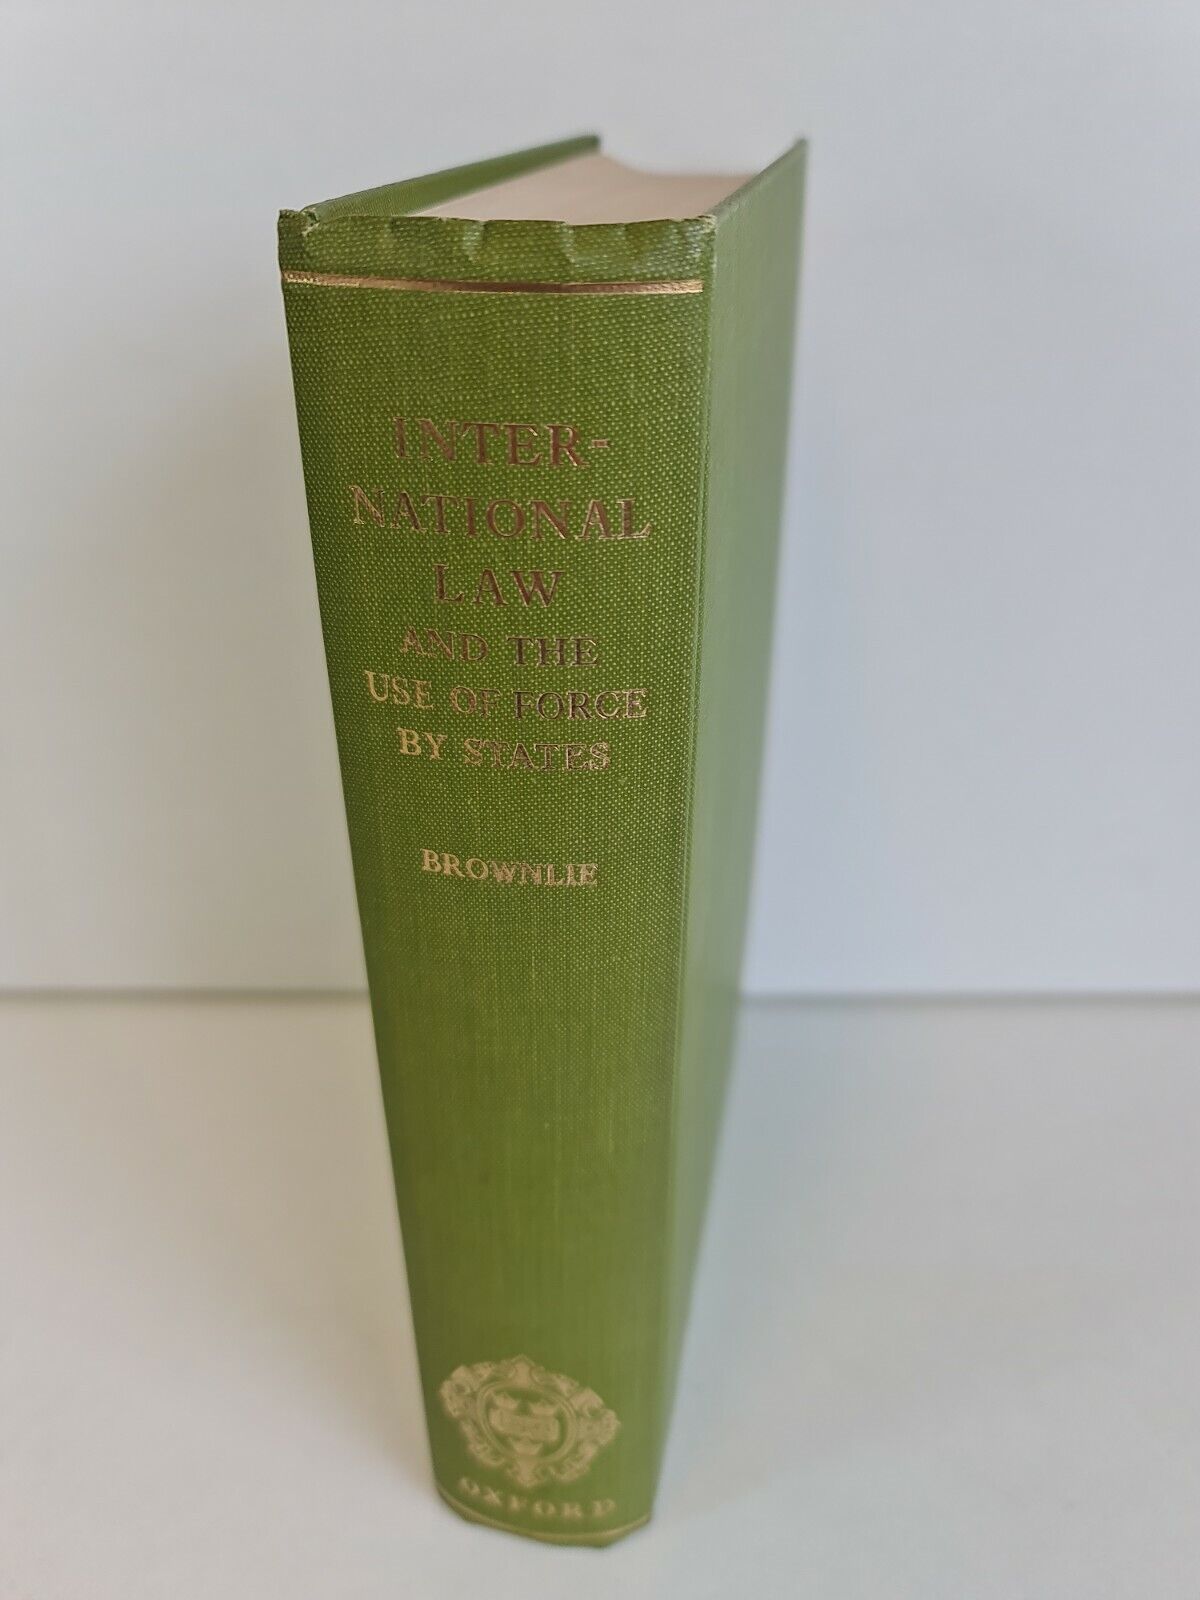 INTER-
NATIONAL
LAW
AND THE
USE OF FORCE
BY STATES
BROWNLIE
OXFORD